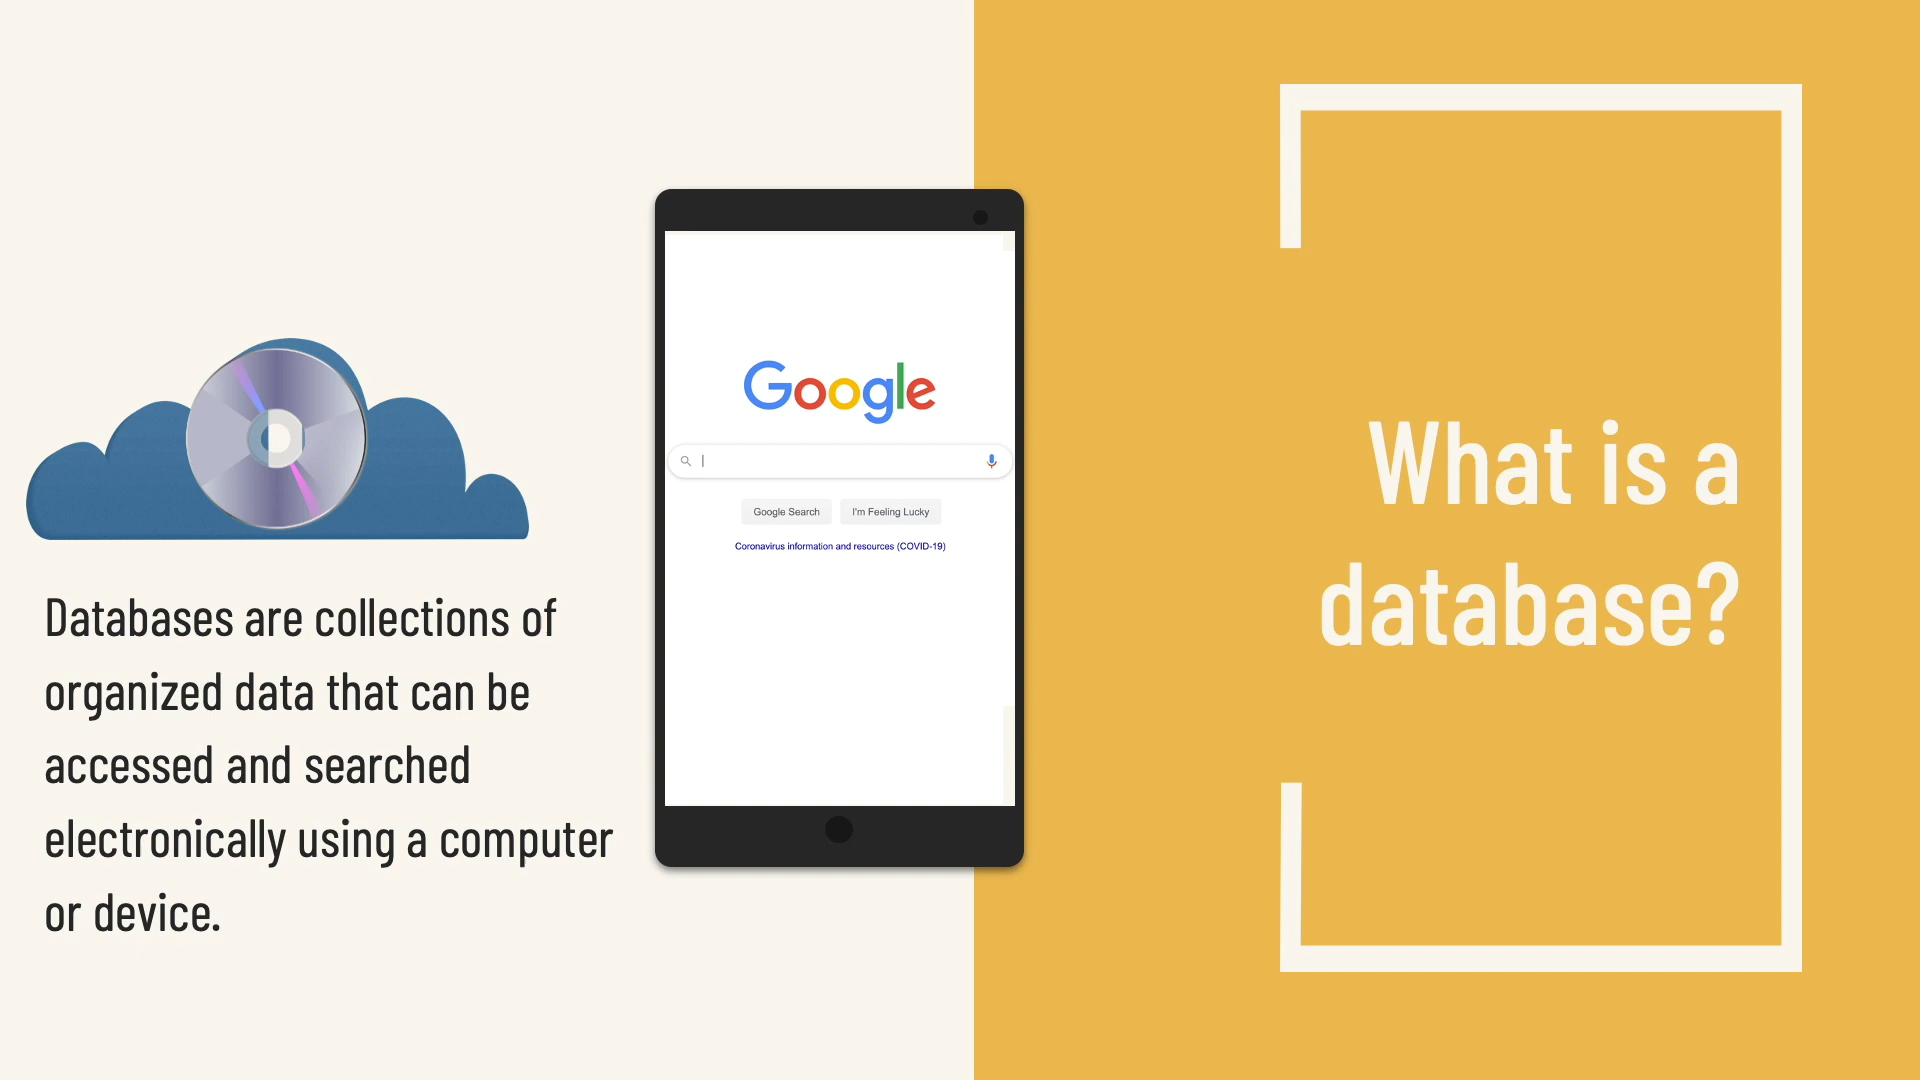 What is a
database?
Databases are collections of
organized data that can be
accessed and searched
electronically using a computer
or device.
Google
Google Search
I'm Feeling Lucky
Coronavirus information and resources (COVID-19)